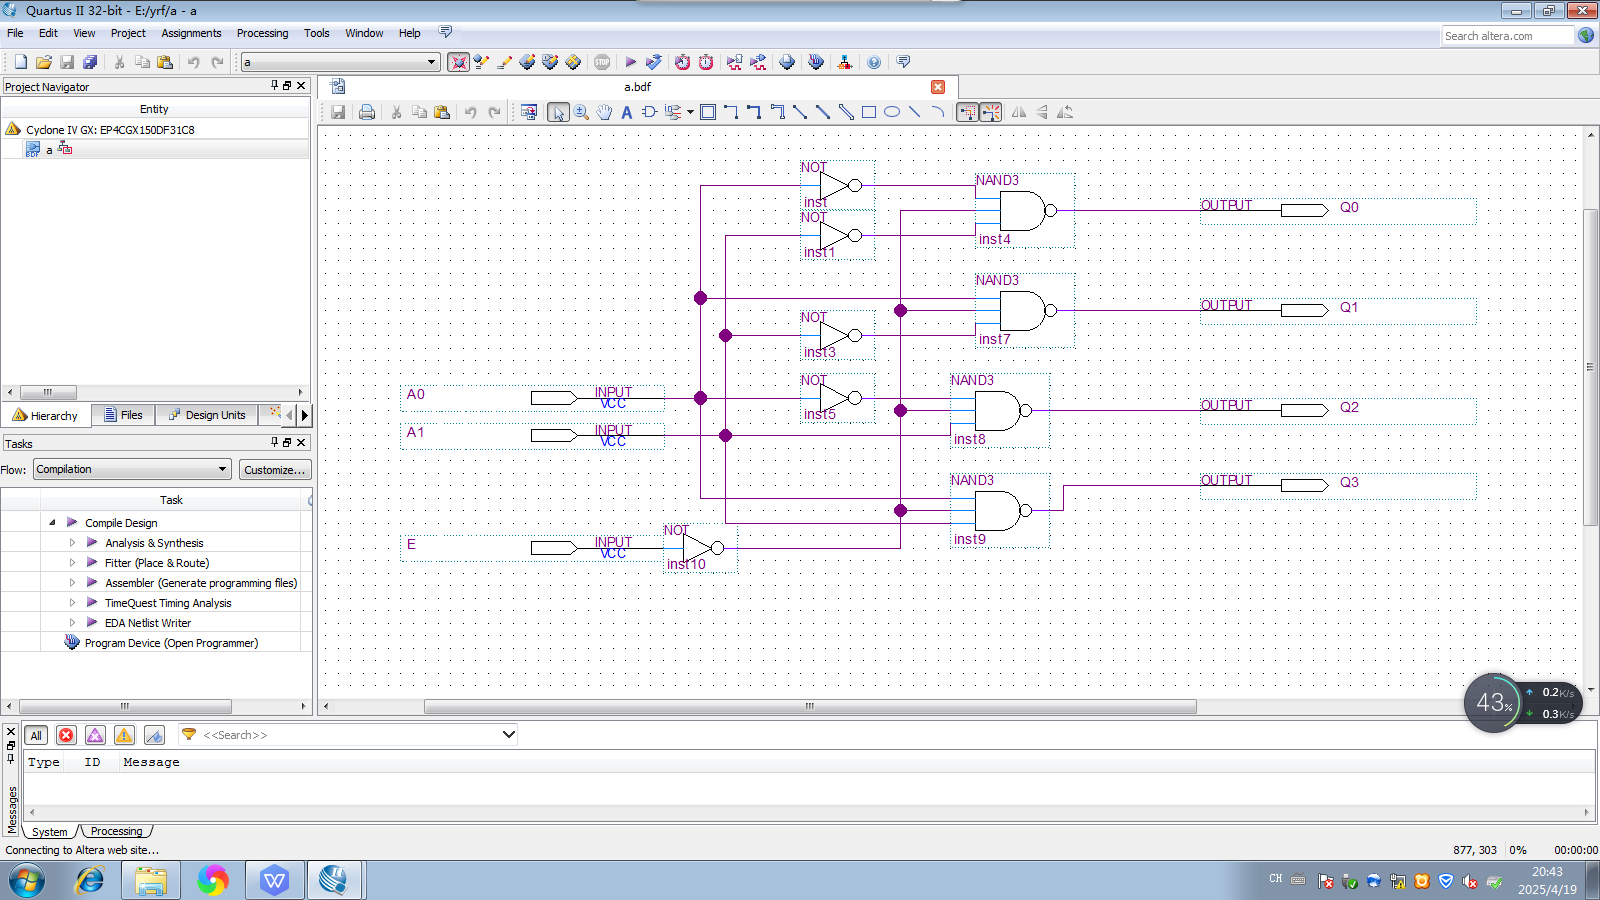 Quartus II 32-bit - E:/yrf/a - a
File Edit View Project Assignments Processing Tools Window Help
Search altera.com
a
Project Navigator
a.bdf
Entity
Cyclone IV GX: EP4CGX150DF31C8
a
Hierarchy Files Design Units
Tasks
Flow: Compilation Customize...
Task
Compile Design
Analysis & Synthesis
Fitter (Place & Route)
Assembler (Generate programming files)
TimeQuest Timing Analysis
EDA Netlist Writer
Program Device (Open Programmer)
NOT
inst
NOT
inst1
NAND3
inst4
OUTPUT Q0
NAND3
inst7
OUTPUT Q1
NOT
inst3
A0 INPUT
VCC
NOT
inst5
NAND3
inst8
OUTPUT Q2
A1 INPUT
VCC
NAND3
inst9
OUTPUT Q3
E INPUT
VCC
NOT
inst10
43%
0.2K/s
0.3K/s
All <<Search>>
Type ID Message
Messages
System Processing
Connecting to Altera web site...
877, 303 0% 00:00:00
CH
20:43
2025/4/19